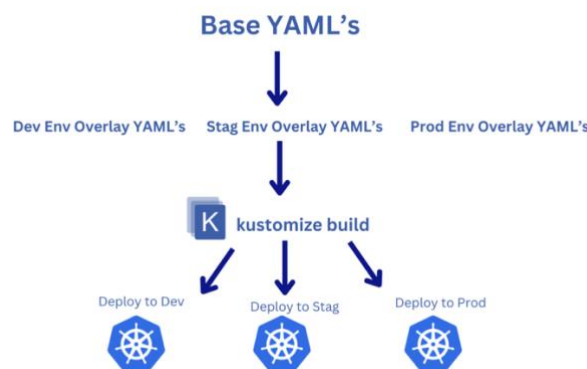 Base YAML's
Dev Env Overlay YAML's
Stag Env Overlay YAML's
Prod Env Overlay YAML's
K
kustomize build
Deploy to Dev
Deploy to Stag
Deploy to Prod